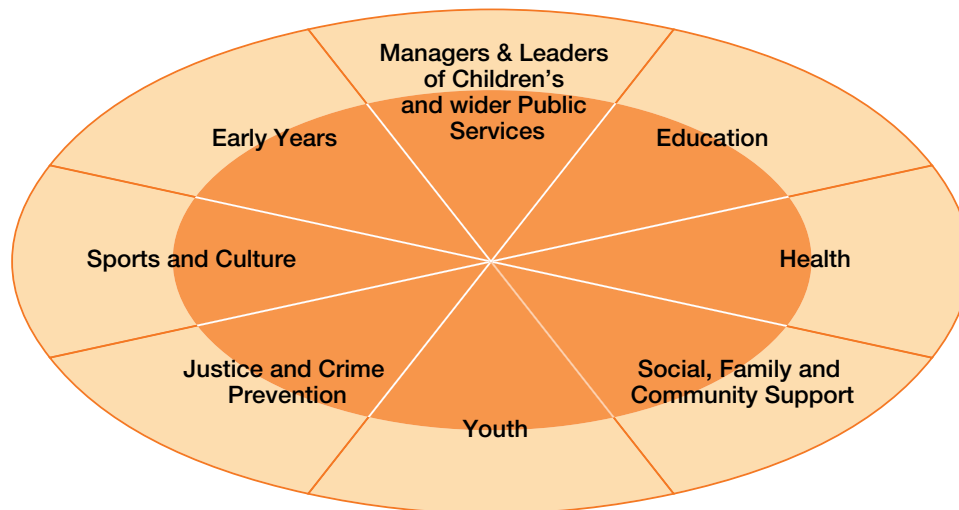 Managers & Leaders
of Children’s
and wider Public
Services
Early Years
Education
Sports and Culture
Health
Justice and Crime
Prevention
Social, Family and
Community Support
Youth